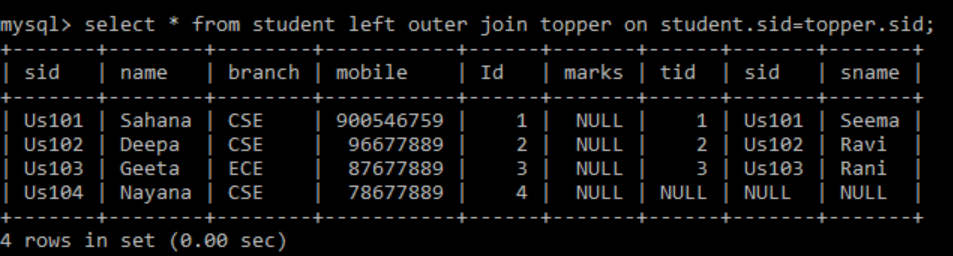 mysql> select * from student left outer join topper on student.sid=topper.sid;
+-------+--------+--------+-----------+------+-------+------+-------+-------+
| sid   | name   | branch | mobile    | Id   | marks | tid  | sid   | sname |
+-------+--------+--------+-----------+------+-------+------+-------+-------+
| Us101 | Sahana | CSE    | 900546759 |    1 |  NULL |    1 | Us101 | Seema |
| Us102 | Deepa  | CSE    |  96677889 |    2 |  NULL |    2 | Us102 | Ravi  |
| Us103 | Geeta  | ECE    |  87677889 |    3 |  NULL |    3 | Us103 | Rani  |
| Us104 | Nayana | CSE    |  78677889 |    4 |  NULL | NULL | NULL  | NULL  |
+-------+--------+--------+-----------+------+-------+------+-------+-------+
4 rows in set (0.00 sec)